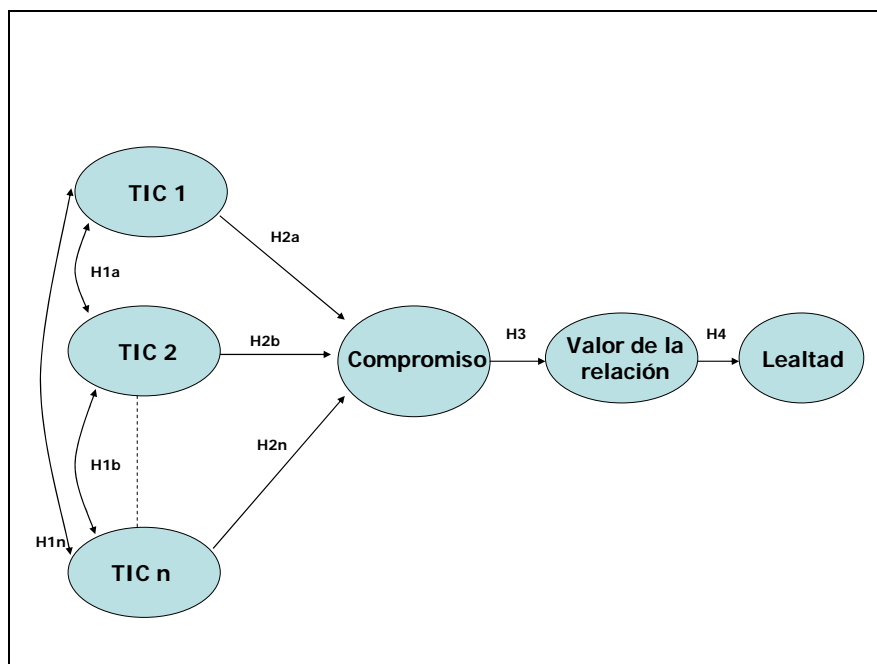 TIC 1
H2a
H1a
TIC 2
H2b
Compromiso
H3
Valor de la
relación
H4
Lealtad
H1b
H2n
H1n
TIC n